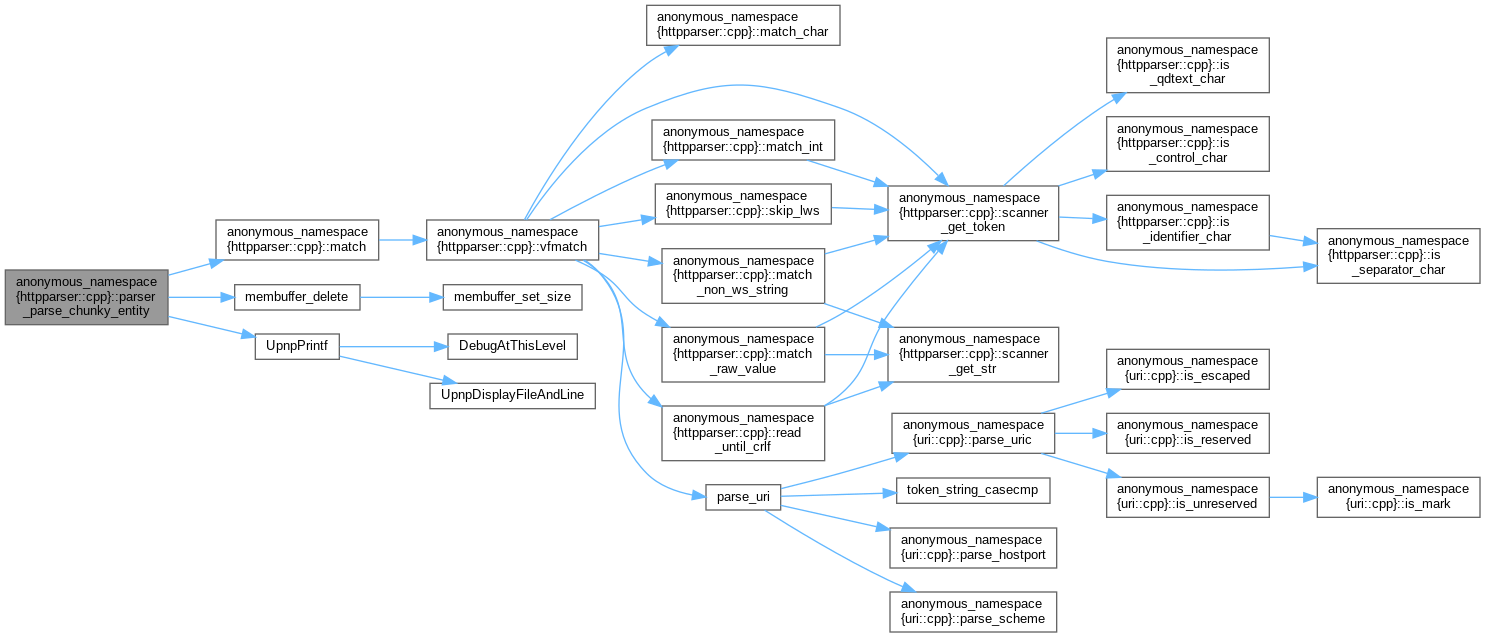 anonymous_namespace
{httpparser::cpp}::parser
_parse_chunky_entity
anonymous_namespace
{httpparser::cpp}::match
membuffer_delete
UpnpPrintf
anonymous_namespace
{httpparser::cpp}::vfmatch
membuffer_set_size
DebugAtThisLevel
UpnpDisplayFileAndLine
anonymous_namespace
{httpparser::cpp}::match_char
anonymous_namespace
{httpparser::cpp}::match_int
anonymous_namespace
{httpparser::cpp}::skip_lws
anonymous_namespace
{httpparser::cpp}::match
_non_ws_string
anonymous_namespace
{httpparser::cpp}::match
_raw_value
anonymous_namespace
{httpparser::cpp}::read
_until_crlf
parse_uri
anonymous_namespace
{httpparser::cpp}::scanner
_get_token
anonymous_namespace
{httpparser::cpp}::scanner
_get_str
anonymous_namespace
{uri::cpp}::parse_uric
token_string_casecmp
anonymous_namespace
{uri::cpp}::parse_hostport
anonymous_namespace
{uri::cpp}::parse_scheme
anonymous_namespace
{httpparser::cpp}::is
_qdtext_char
anonymous_namespace
{httpparser::cpp}::is
_control_char
anonymous_namespace
{httpparser::cpp}::is
_identifier_char
anonymous_namespace
{httpparser::cpp}::is
_separator_char
anonymous_namespace
{uri::cpp}::is_escaped
anonymous_namespace
{uri::cpp}::is_reserved
anonymous_namespace
{uri::cpp}::is_unreserved
anonymous_namespace
{uri::cpp}::is_mark